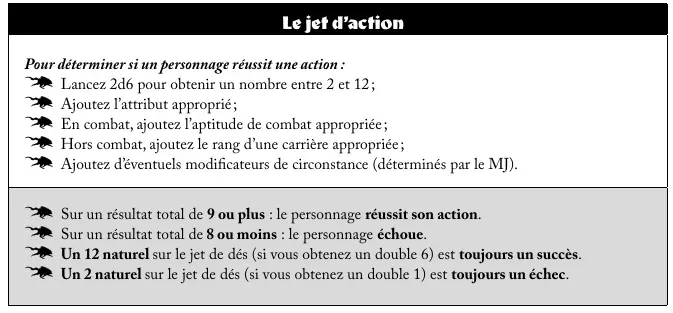 Le jet d'action
Pour déterminer si un personnage réussit une action :
Lancez 2d6 pour obtenir un nombre entre 2 et 12 ;
Ajoutez l'attribut approprié ;
En combat, ajoutez l'aptitude de combat appropriée ;
Hors combat, ajoutez le rang d'une carrière appropriée ;
Ajoutez d'éventuels modificateurs de circonstance (déterminés par le MJ).
Sur un résultat total de 9 ou plus : le personnage réussit son action.
Sur un résultat total de 8 ou moins : le personnage échoue.
Un 12 naturel sur le jet de dés (si vous obtenez un double 6) est toujours un succès.
Un 2 naturel sur le jet de dés (si vous obtenez un double 1) est toujours un échec.